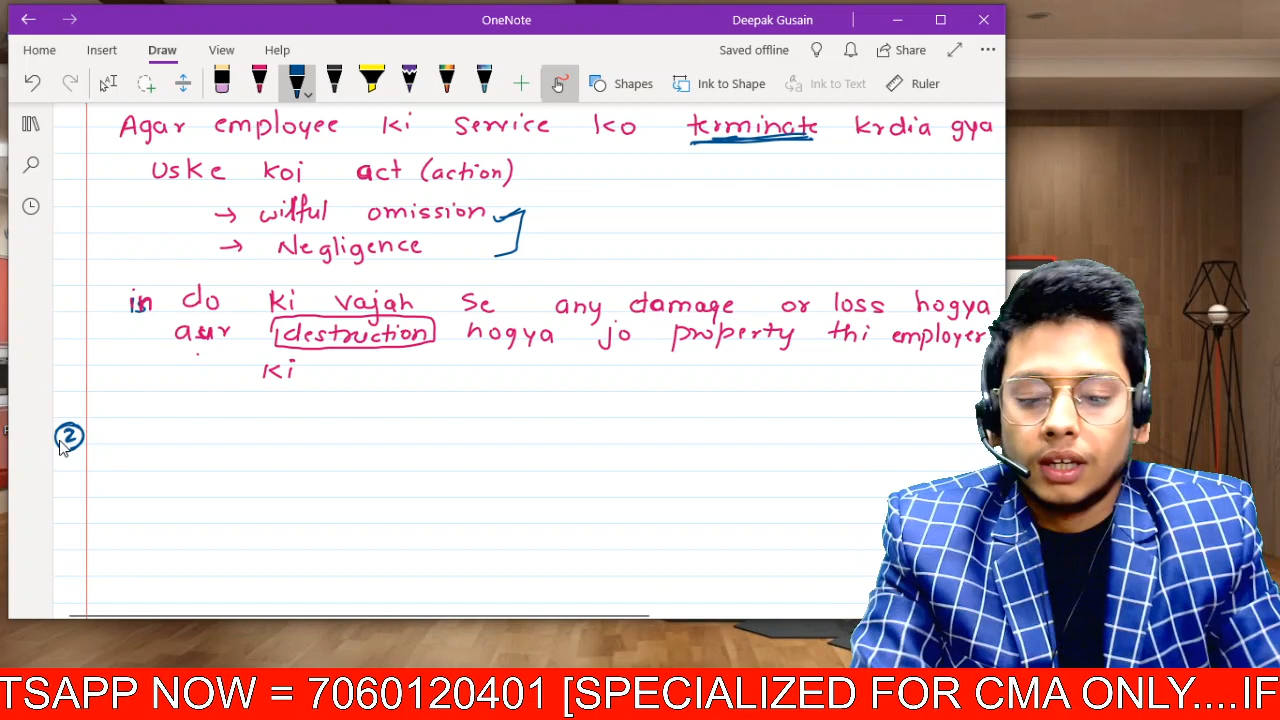 OneNote
Deepak Gusain
Home Insert Draw View Help
Saved offline
Share
Shapes
Ink to Shape
Ink to Text
Ruler
Agar employee ki service ko terminate krdia gya
Uske koi act (action)
→ wilful omission
→ Negligence
do ki vajah se any damage or loss hogya
aur destruction hogya jo property thi employer
ki
2
TSAPP NOW = 7060120401 [SPECIALIZED FOR CMA ONLY....IF